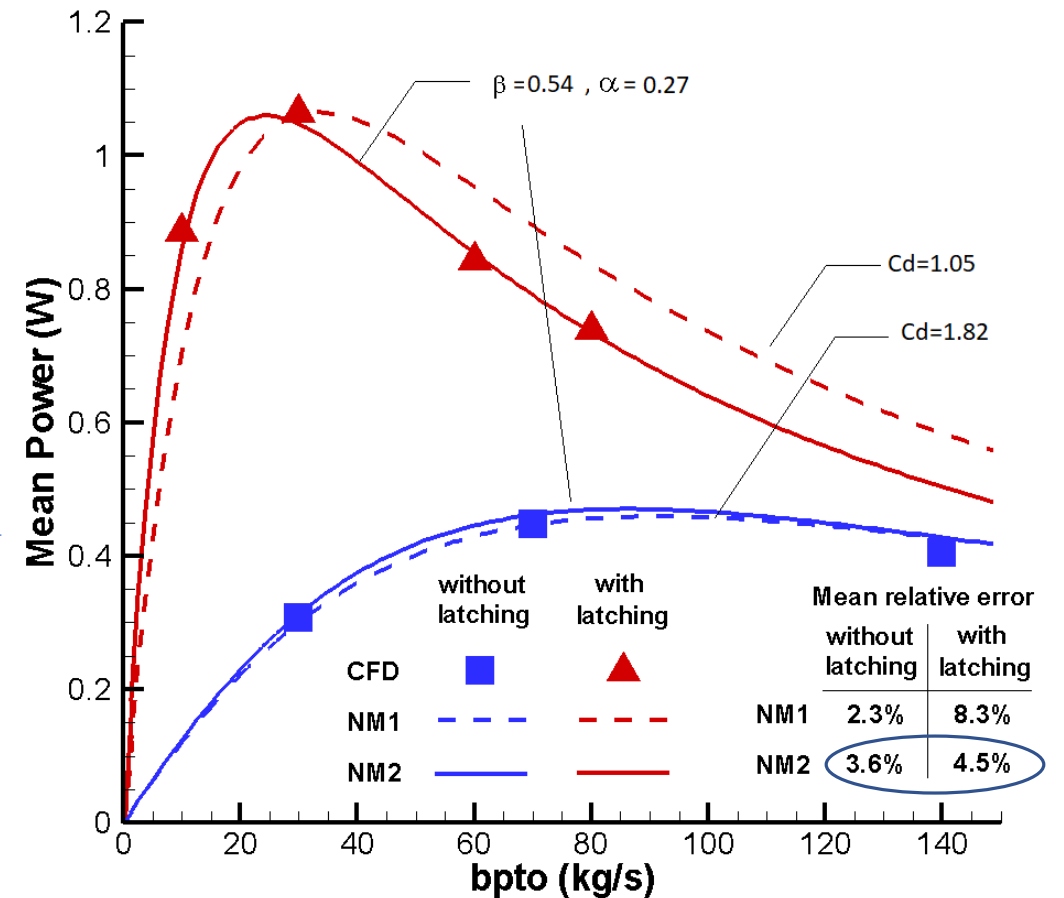 1.2
1
0.8
0.6
0.4
0.2
0
Mean Power (W)
β =0.54 , α = 0.27
Cd=1.05
Cd=1.82
without latching
with latching
CFD
NM1
NM2
Mean relative error
without latching
with latching
NM1 2.3% 8.3%
NM2 3.6% 4.5%
0 20 40 60 80 100 120 140
bpto (kg/s)